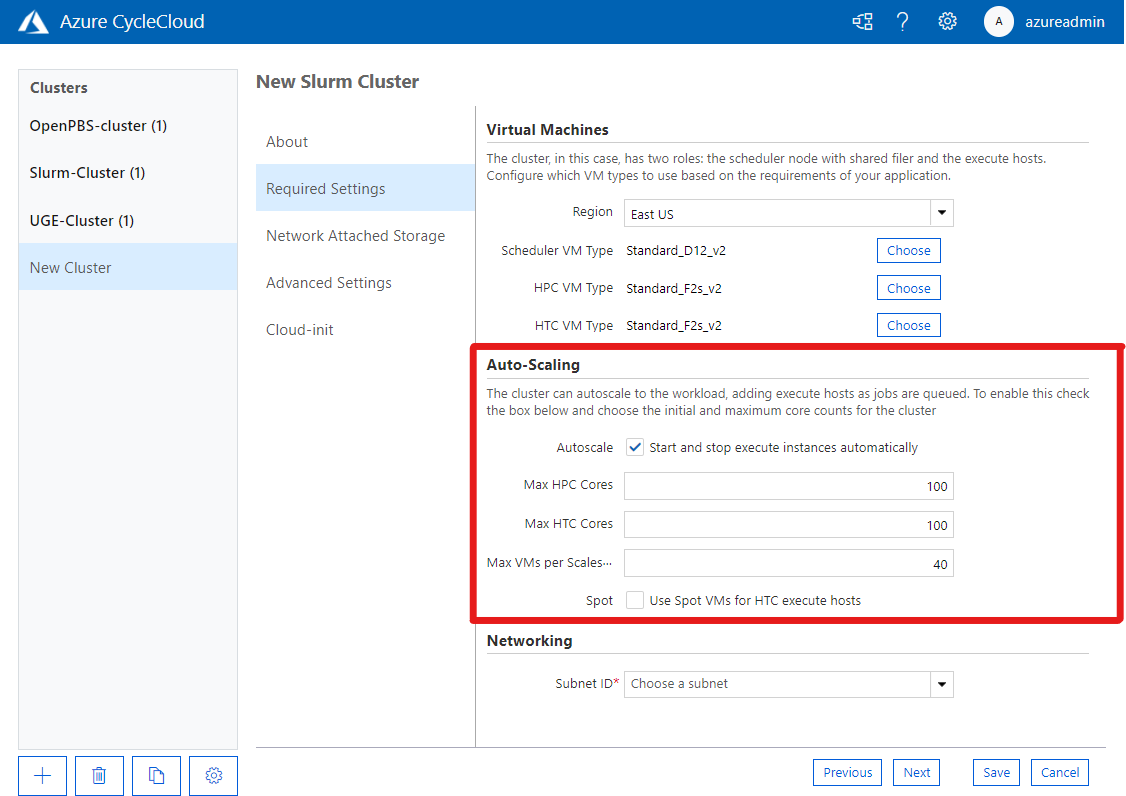 Azure CycleCloud
A
azureadmin
Clusters
OpenPBS-cluster (1)
Slurm-Cluster (1)
UGE-Cluster (1)
New Cluster
New Slurm Cluster
About
Required Settings
Network Attached Storage
Advanced Settings
Cloud-init
Virtual Machines
The cluster, in this case, has two roles: the scheduler node with shared filer and the execute hosts.
Configure which VM types to use based on the requirements of your application.
Region East US
Scheduler VM Type Standard_D12_v2 Choose
HPC VM Type Standard_F2s_v2 Choose
HTC VM Type Standard_F2s_v2 Choose
Auto-Scaling
The cluster can autoscale to the workload, adding execute hosts as jobs are queued. To enable this check
the box below and choose the initial and maximum core counts for the cluster
Autoscale Start and stop execute instances automatically
Max HPC Cores 100
Max HTC Cores 100
Max VMs per Scales... 40
Spot Use Spot VMs for HTC execute hosts
Networking
Subnet ID* Choose a subnet
Previous Next Save Cancel